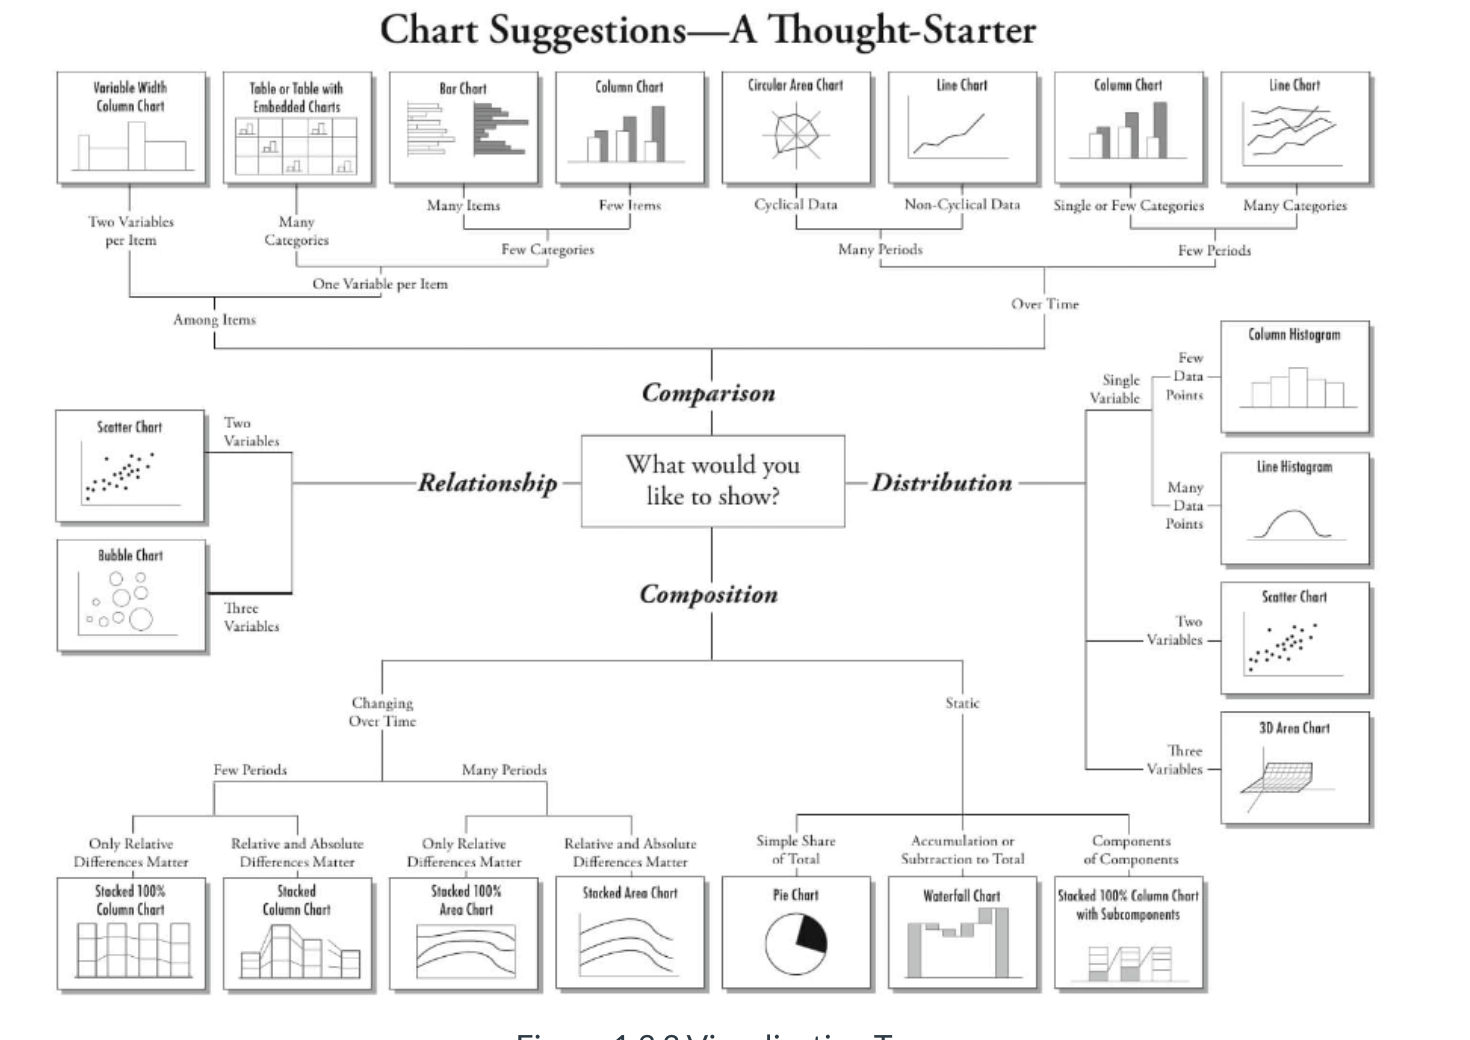 Chart Suggestions—A Thought-Starter
Variable Width
Column Chart
Table or Table with
Embedded Charts
Bar Chart
Column Chart
Circular Area Chart
Line Chart
Column Chart
Line Chart
Two Variables
per Item
Many
Categories
Many Items
Few Items
Cyclical Data
Non-Cyclical Data
Single or Few Categories
Many Categories
Few Categories
Many Periods
Few Periods
One Variable per Item
Over Time
Among Items
Comparison
Relationship
What would you
like to show?
Distribution
Composition
Scatter Chart
Two
Variables
Bubble Chart
Three
Variables
Single
Variable
Few
Data
Points
Column Histogram
Many
Data
Points
Line Histogram
Two
Variables
Scatter Chart
Three
Variables
3D Area Chart
Changing
Over Time
Static
Few Periods
Many Periods
Only Relative
Differences Matter
Relative and Absolute
Differences Matter
Only Relative
Differences Matter
Relative and Absolute
Differences Matter
Simple Share
of Total
Accumulation or
Subtraction to Total
Components
of Components
Stacked 100%
Column Chart
Stacked
Column Chart
Stacked 100%
Area Chart
Stacked Area Chart
Pie Chart
Waterfall Chart
Stacked 100% Column Chart
with Subcomponents